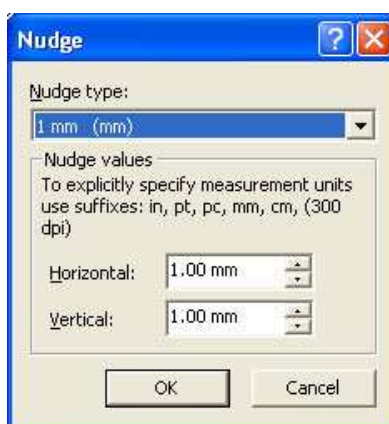 Nudge
Nudge type:
1 mm (mm)
Nudge values
To explicitly specify measurement units
use suffixes: in, pt, pc, mm, cm, (300
dpi)
Horizontal: 1.00 mm
Vertical: 1.00 mm
OK Cancel